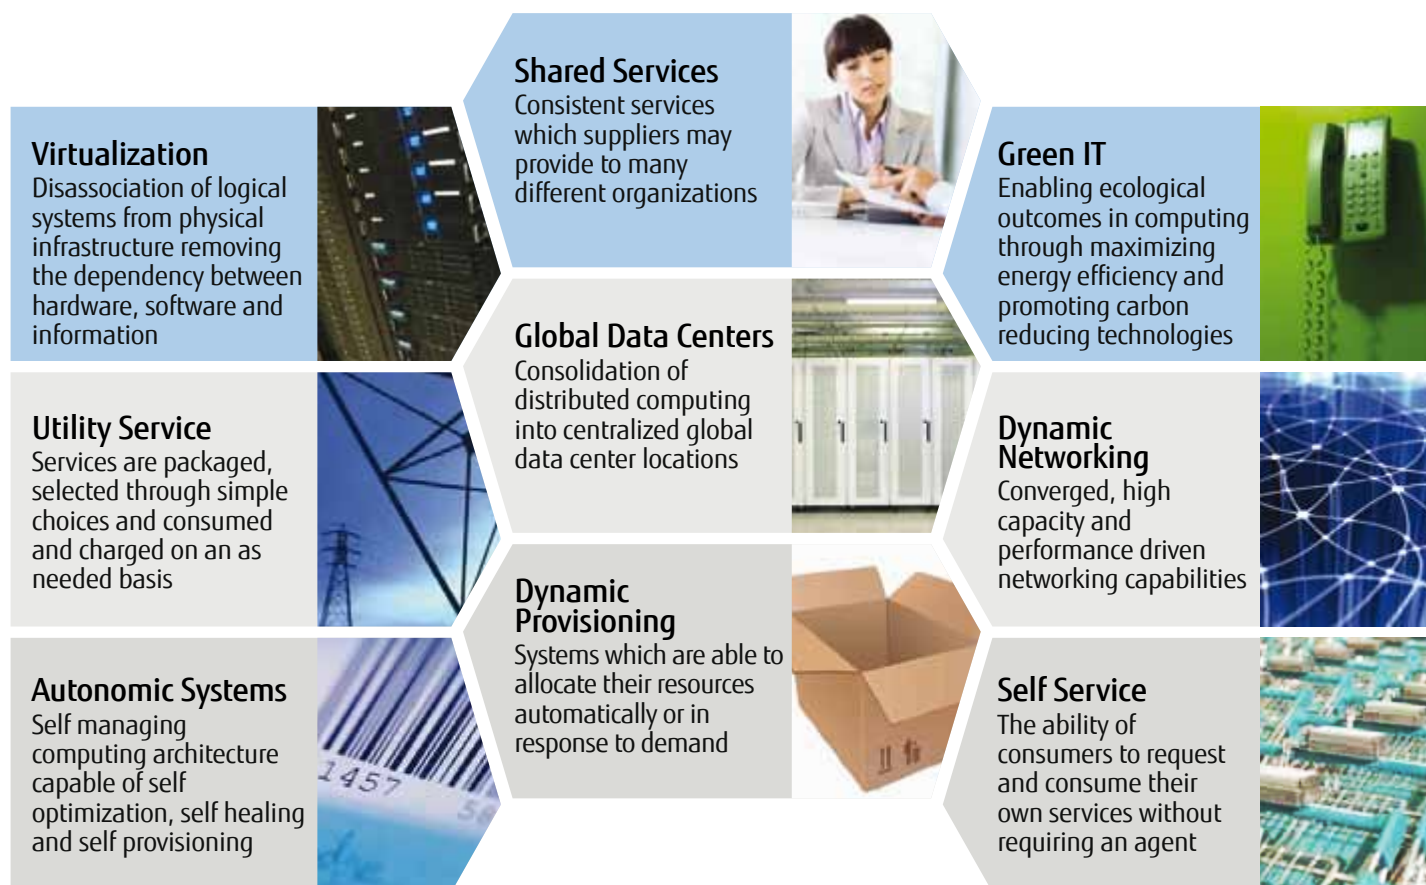 Shared Services
Consistent services
which suppliers may
provide to many
different organizations
Virtualization
Disassociation of logical
systems from physical
infrastructure removing
the dependency between
hardware, software and
information
Green IT
Enabling ecological
outcomes in computing
through maximizing
energy efficiency and
promoting carbon
reducing technologies
Global Data Centers
Consolidation of
distributed computing
into centralized global
data center locations
Utility Service
Services are packaged,
selected through simple
choices and consumed
and charged on an as
needed basis
Dynamic
Networking
Converged, high
capacity and
performance driven
networking capabilities
Dynamic
Provisioning
Systems which are able to
allocate their resources
automatically or in
response to demand
Autonomic Systems
Self managing
computing architecture
capable of self
optimization, self healing
and self provisioning
1457
58
Self Service
The ability of
consumers to request
and consume their
own services without
requiring an agent